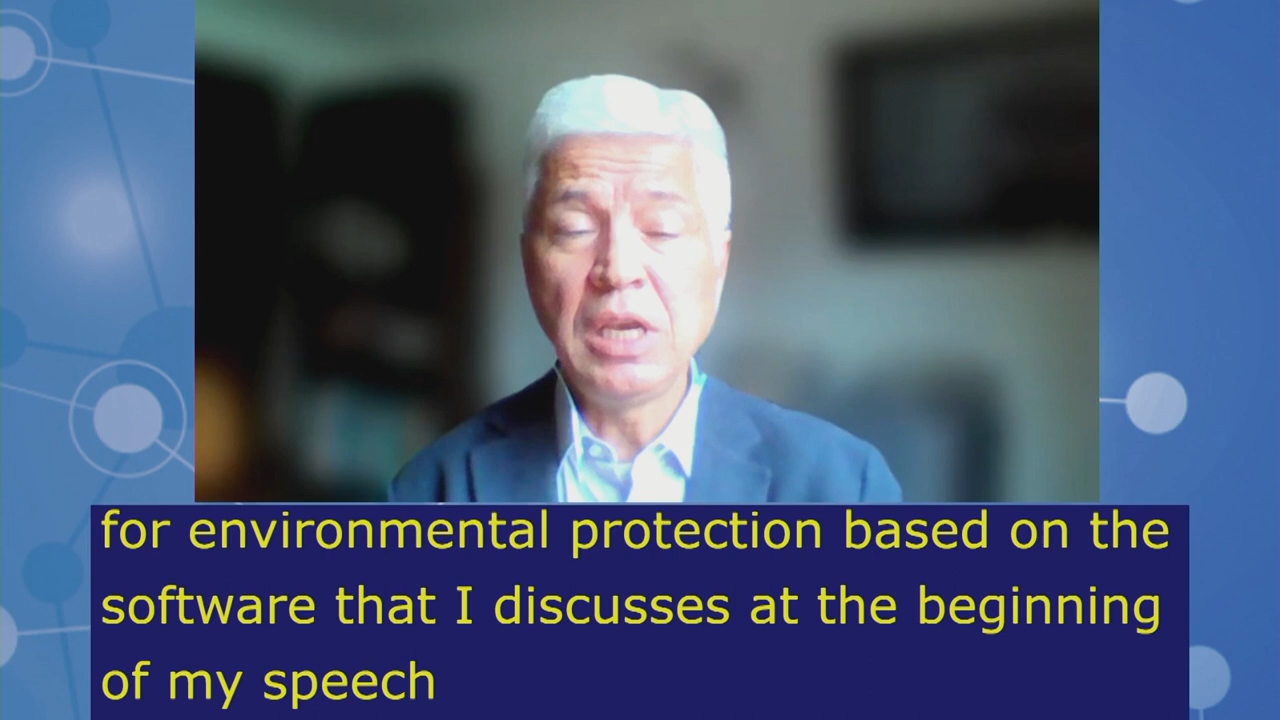 for environmental protection based on the
software that I discusses at the beginning
of my speech